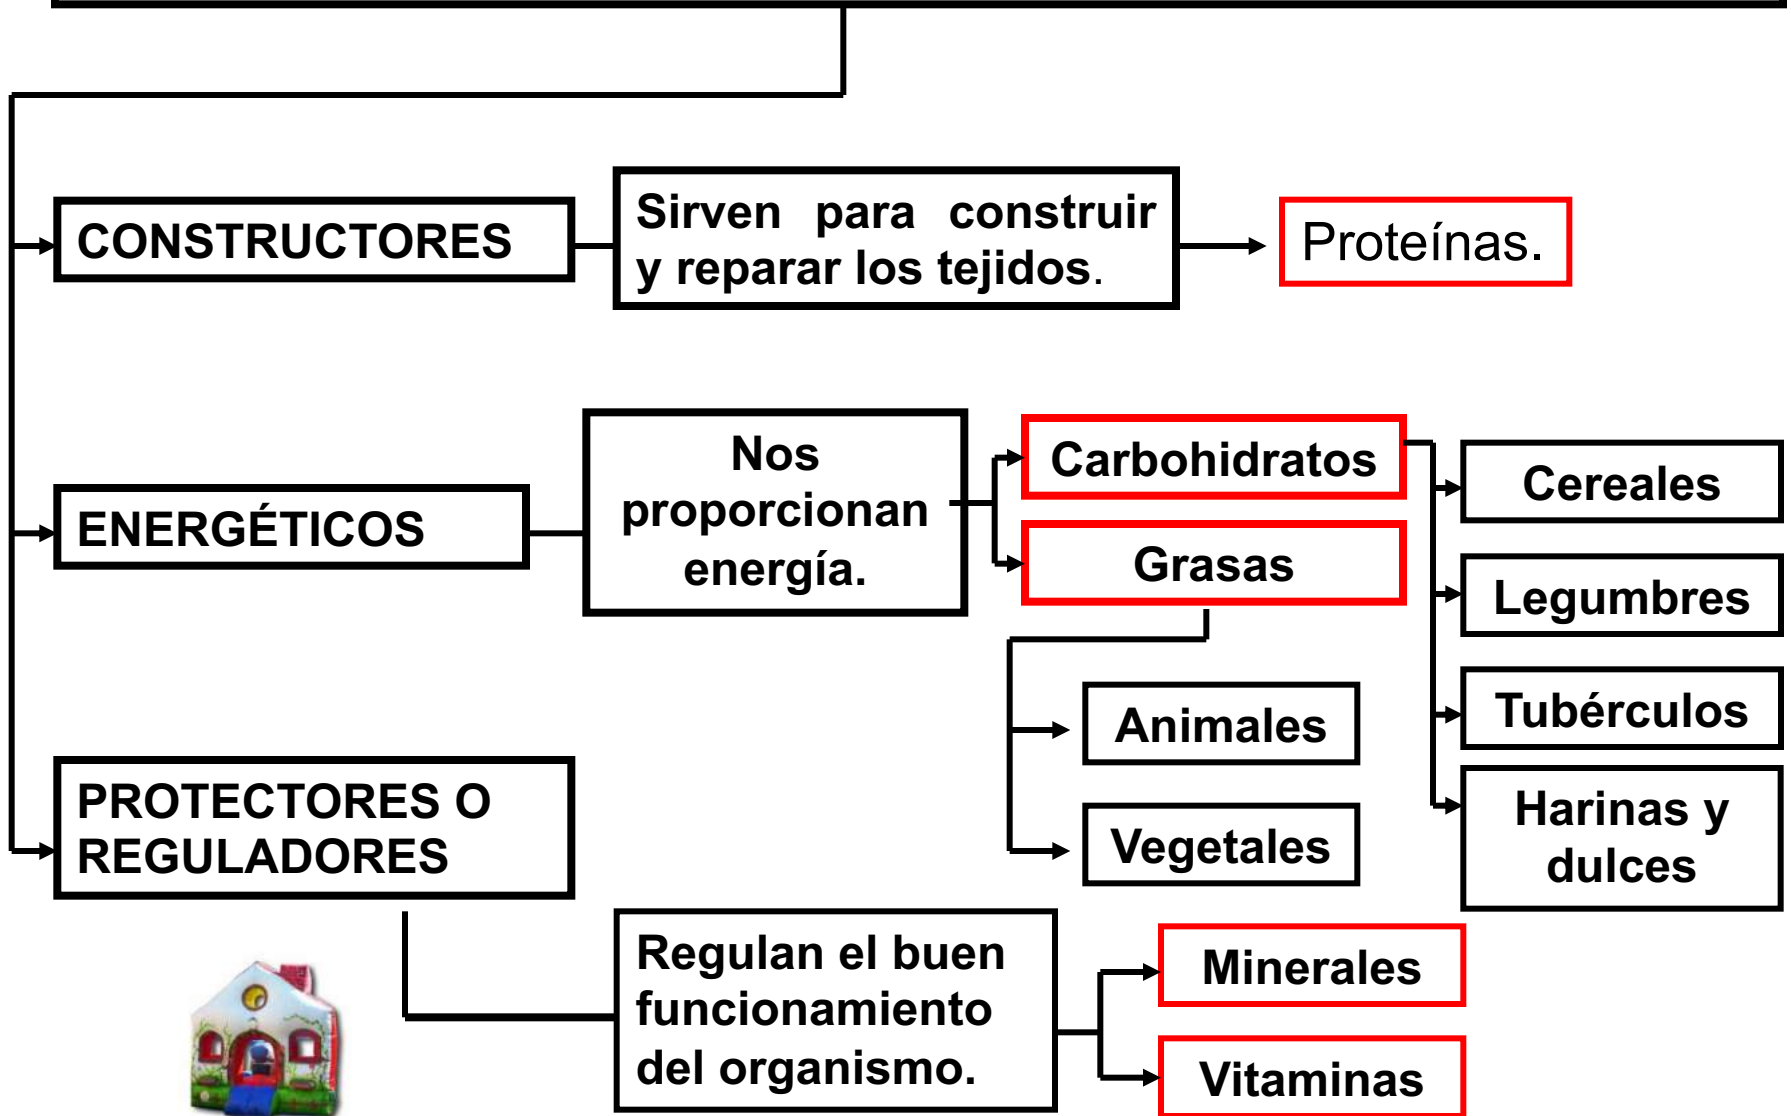 CONSTRUCTORES
Sirven para construir
y reparar los tejidos.
Proteínas.
ENERGÉTICOS
Nos
proporcionan
energía.
Carbohidratos
Grasas
Cereales
Legumbres
Tubérculos
Harinas y
dulces
Animales
Vegetales
PROTECTORES O
REGULADORES
Regulan el buen
funcionamiento
del organismo.
Minerales
Vitaminas